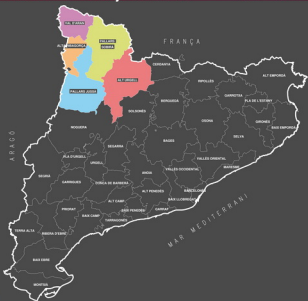 VAL D'ARAN
ALTA RIBAGORÇA
PALLARS
SOBIRÀ
FRANÇA
ALT URGELL
CERDANYA
PALLARS JUSSÀ
RIPOLLÈS
ALT EMPORDÀ
BERGUEDÀ
GARROTXA
PLA DE L'ESTANY
SOLSONÈS
GIRONÈS
OSONA
BAIX EMPORDÀ
NOGUERA
BAGES
SELVA
ARAGÓ
SEGARRA
PLA D'URGELL
URGELL
VALLÈS ORIENTAL
ANOIA
VALLÈS OCCIDENTAL
MARESME
SEGRIÀ
GARRIGUES
CONCA DE BARBERÀ
BARCELONÈS
ALT PENEDÈS
BAIX LLOBREGAT
ALT CAMP
PRIORAT
BAIX PENEDÈS
GARRAF
BAIX CAMP
TARRAGONÈS
TERRA ALTA
RIBERA D'EBRE
MAR MEDITERRANI
BAIX EBRE
MONTSIÀ